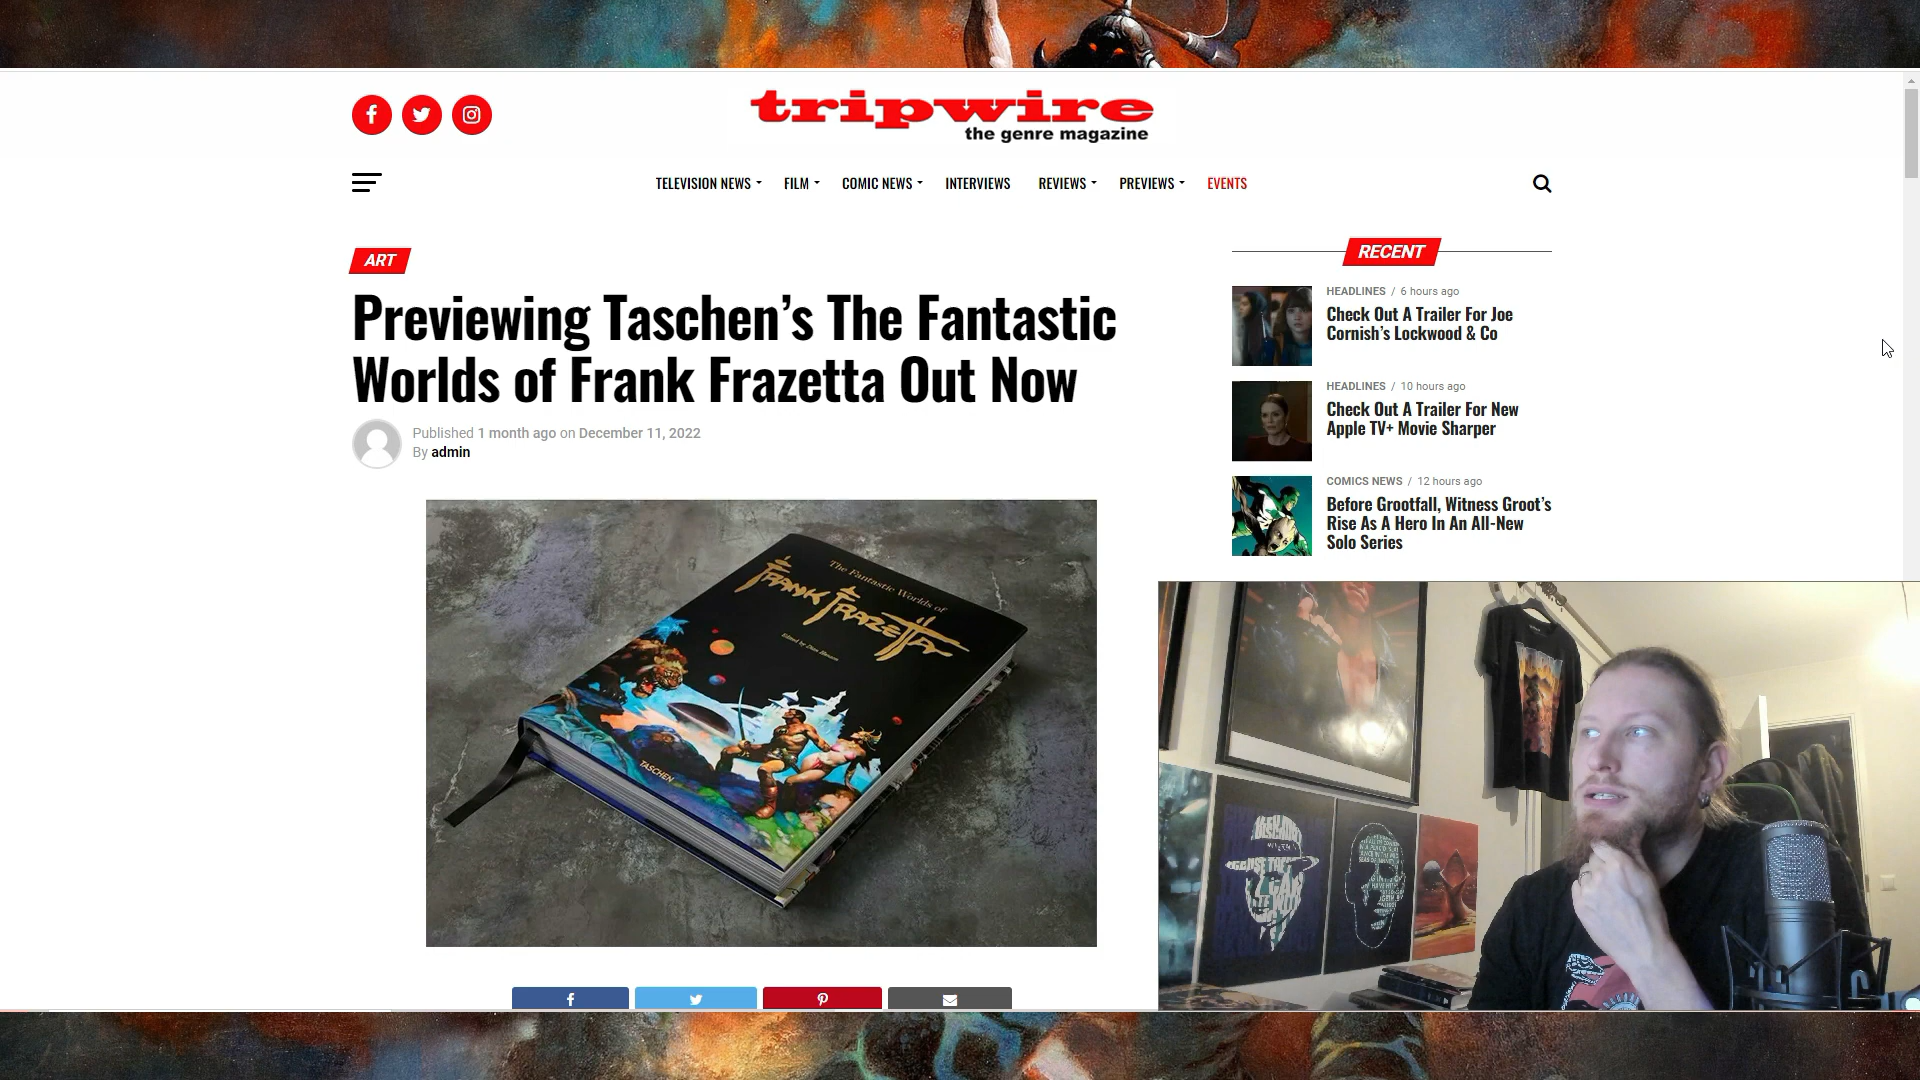 tripwire
the genre magazine
TELEVISION NEWS
FILM
COMIC NEWS
INTERVIEWS
REVIEWS
PREVIEWS
EVENTS
ART
Previewing Taschen’s The Fantastic
Worlds of Frank Frazetta Out Now
Published 1 month ago on December 11, 2022
By admin
The Fantastic Worlds of
FRANK FRAZETTA
Edited by Dian Hanson
TASCHEN
RECENT
HEADLINES / 6 hours ago
Check Out A Trailer For Joe
Cornish’s Lockwood & Co
HEADLINES / 10 hours ago
Check Out A Trailer For New
Apple TV+ Movie Sharper
COMICS NEWS / 12 hours ago
Before Grootfall, Witness Groot’s
Rise As A Hero In An All-New
Solo Series